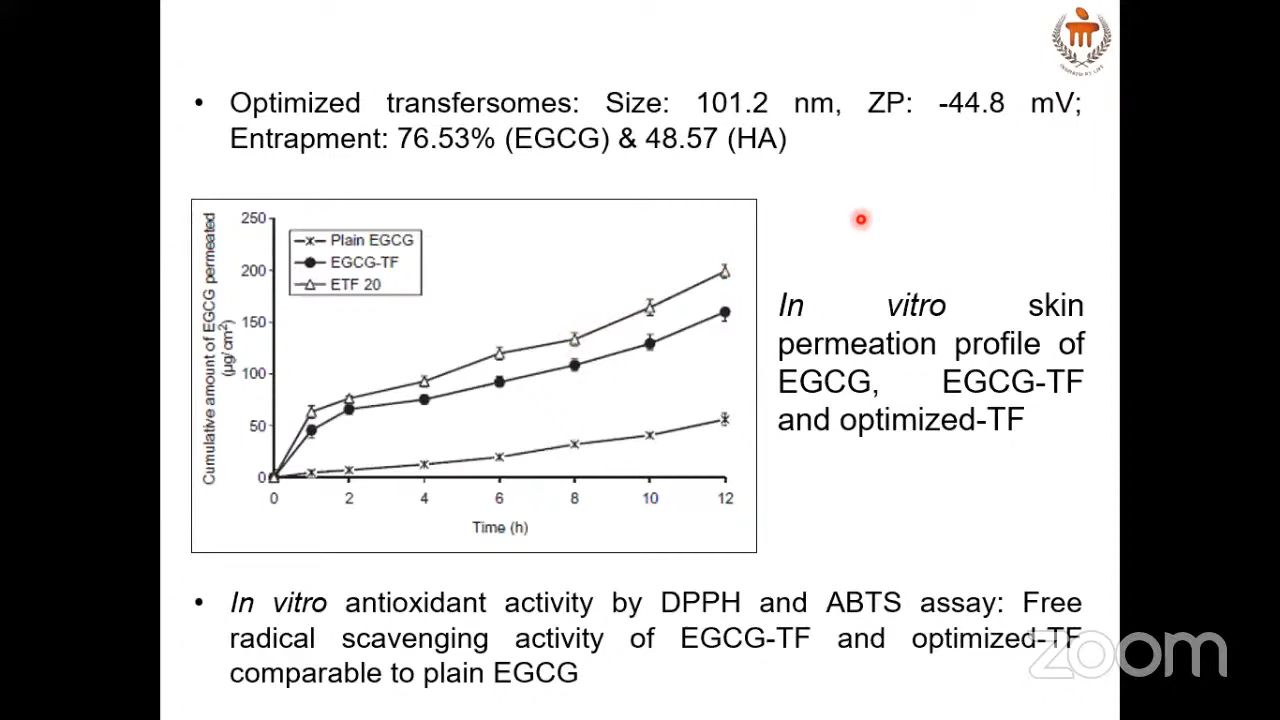 • Optimized transfersomes: Size: 101.2 nm, ZP: -44.8 mV;
Entrapment: 76.53% (EGCG) & 48.57 (HA)
Cumulative amount of EGCG permeated
(µg/cm²)
250
200
150
100
50
0
Plain EGCG
EGCG-TF
ETF 20
0 2 4 6 8 10 12
Time (h)
In vitro skin
permeation profile of
EGCG, EGCG-TF
and optimized-TF
• In vitro antioxidant activity by DPPH and ABTS assay: Free
radical scavenging activity of EGCG-TF and optimized-TF
comparable to plain EGCG
zoom